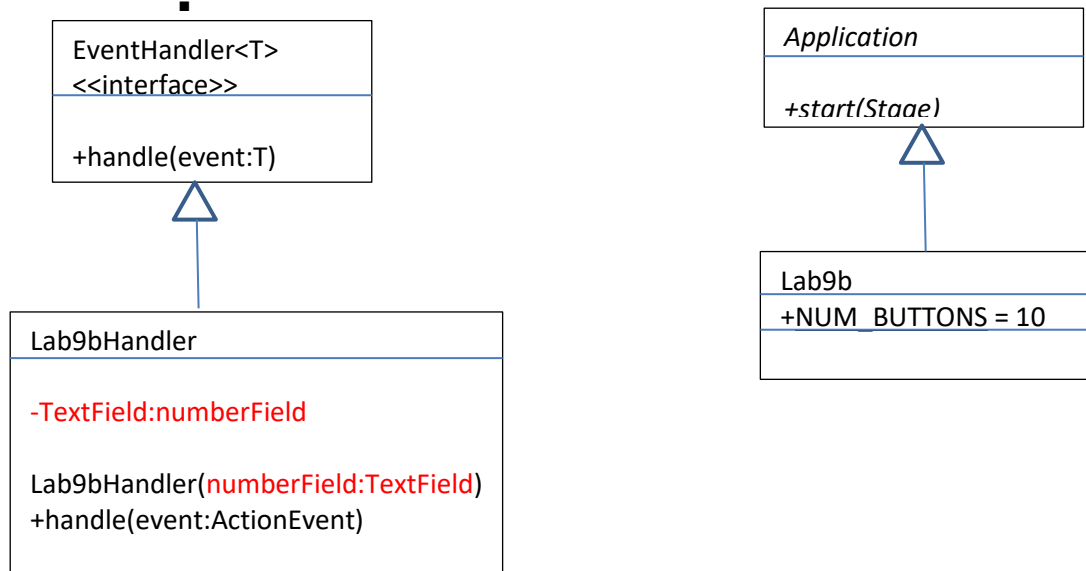 EventHandler<T>
<<interface>>
+handle(event:T)
Application
+start(Stage)
Lab9bHandler
-TextField:numberField
Lab9bHandler(numberField:TextField)
+handle(event:ActionEvent)
Lab9b
+NUM_BUTTONS = 10